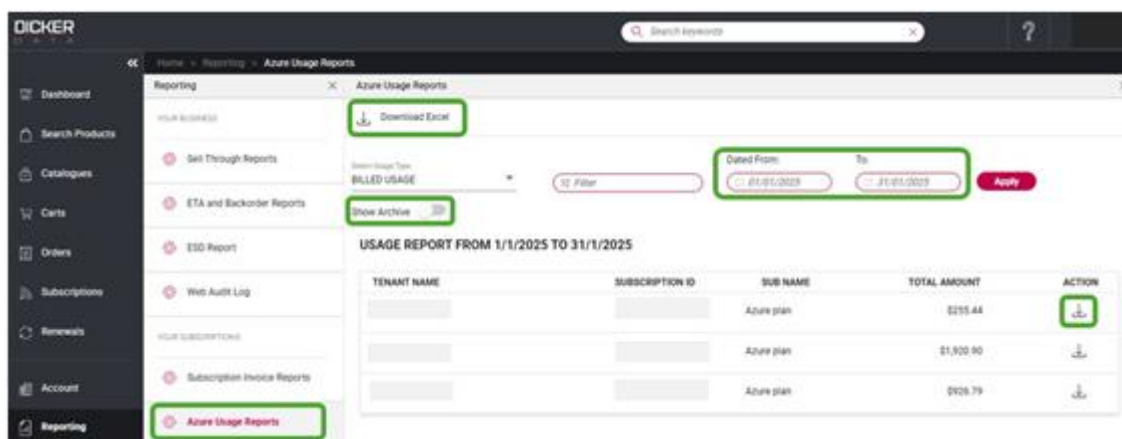 DICKER
DATA
Search keywords
?
Home > Reporting > Azure Usage Reports
Dashboard
Search Products
Catalogues
Carts
Orders
Subscriptions
Renewals
Account
Reporting
Reporting
YOUR BUSINESS
Sell Through Reports
ETA and Backorder Reports
ESD Report
Web Audit Log
YOUR SUBSCRIPTIONS
Subscription Invoice Reports
Azure Usage Reports
Azure Usage Reports
Download Excel
Select Usage Type
BILLED USAGE
Filter
Dated From:
01/01/2025
To:
31/01/2025
Apply
Show Archive
USAGE REPORT FROM 1/1/2025 TO 31/1/2025
TENANT NAME SUBSCRIPTION ID SUB NAME TOTAL AMOUNT ACTION
Azure plan $255.44
Azure plan $1,920.90
Azure plan $926.79